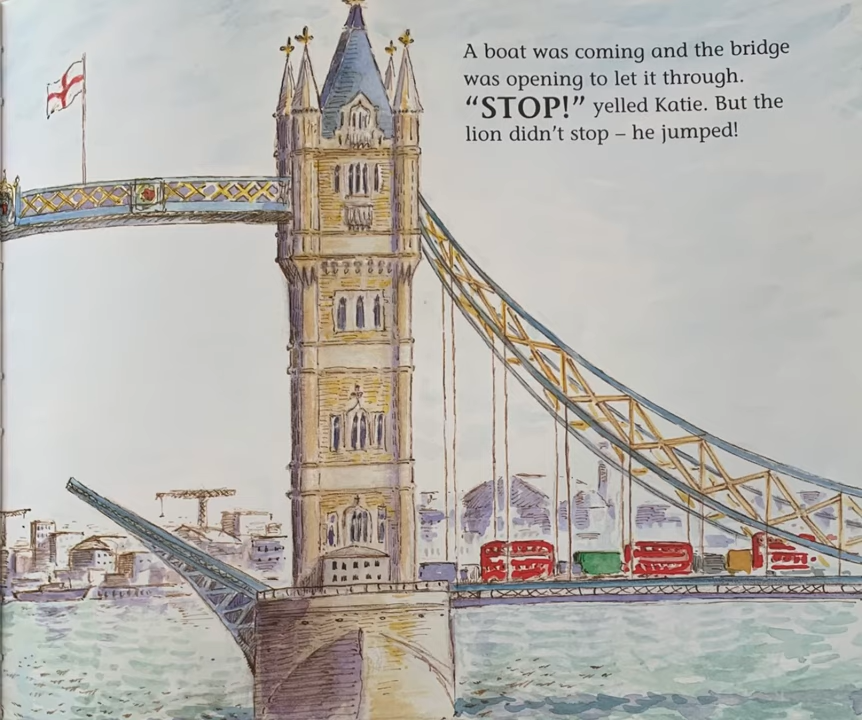 A boat was coming and the bridge
was opening to let it through.
“STOP!” yelled Katie. But the
lion didn’t stop – he jumped!